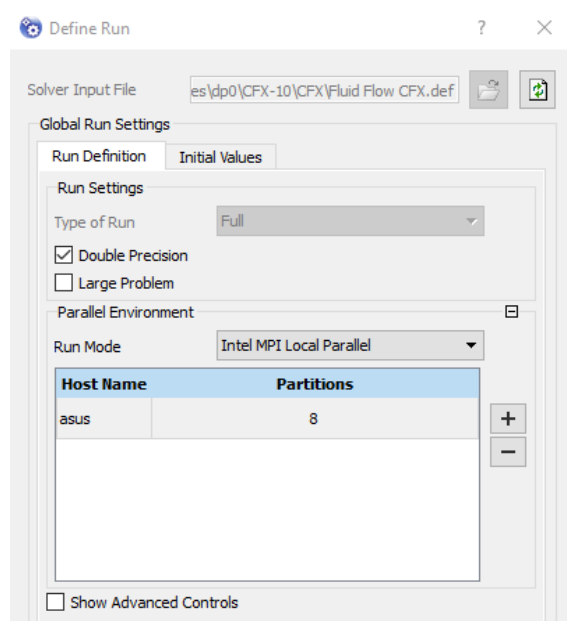 Define Run
?
Solver Input File es\dp0\CFX-10\CFX\Fluid Flow CFX.def
Global Run Settings
Run Definition Initial Values
Run Settings
Type of Run Full
Double Precision
Large Problem
Parallel Environment
Run Mode Intel MPI Local Parallel
Host Name Partitions
asus 8
Show Advanced Controls